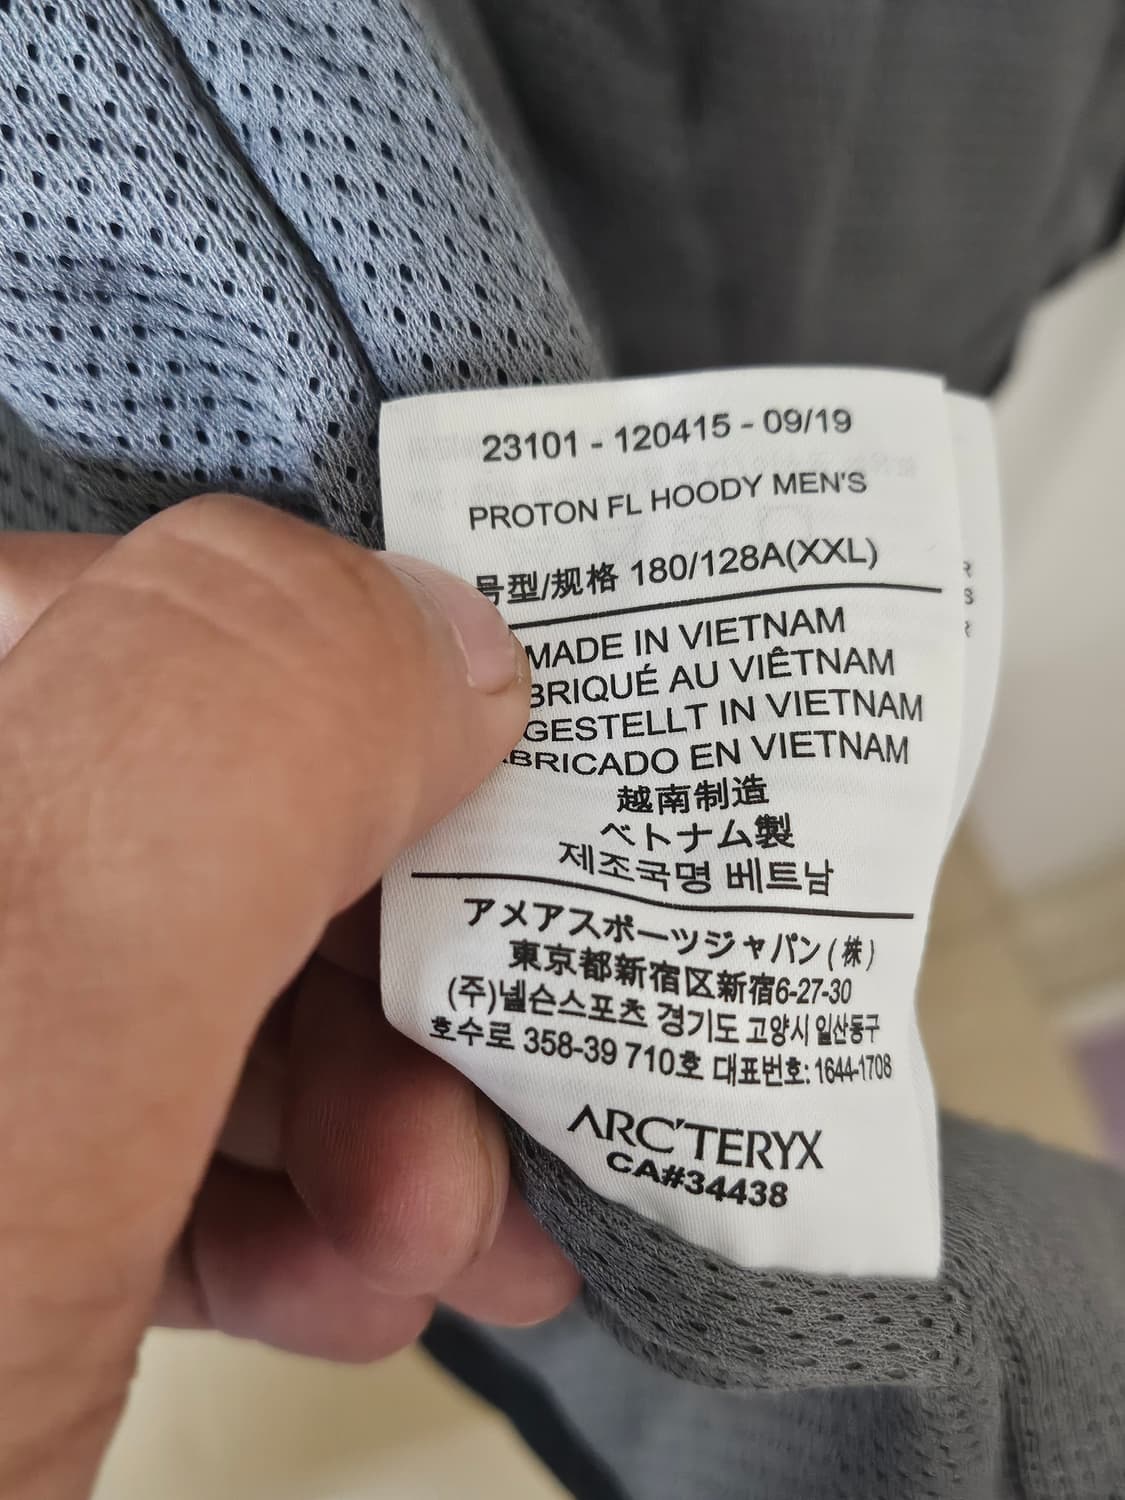 23101 - 120415 - 09/19
PROTON FL HOODY MEN'S
号型/规格 180/128A(XXL)
MADE IN VIETNAM
BRIQUÉ AU VIÊTNAM
GESTELLT IN VIETNAM
ABRICADO EN VIETNAM
越南制造
ベトナム製
제조국명 베트남
アメアスポーツジャパン(株)
東京都新宿区新宿6-27-30
(주)넬슨스포츠 경기도 고양시 일산동구
호수로 358-39 710호 대표번호: 1644-1708
ARC'TERYX
CA#34438